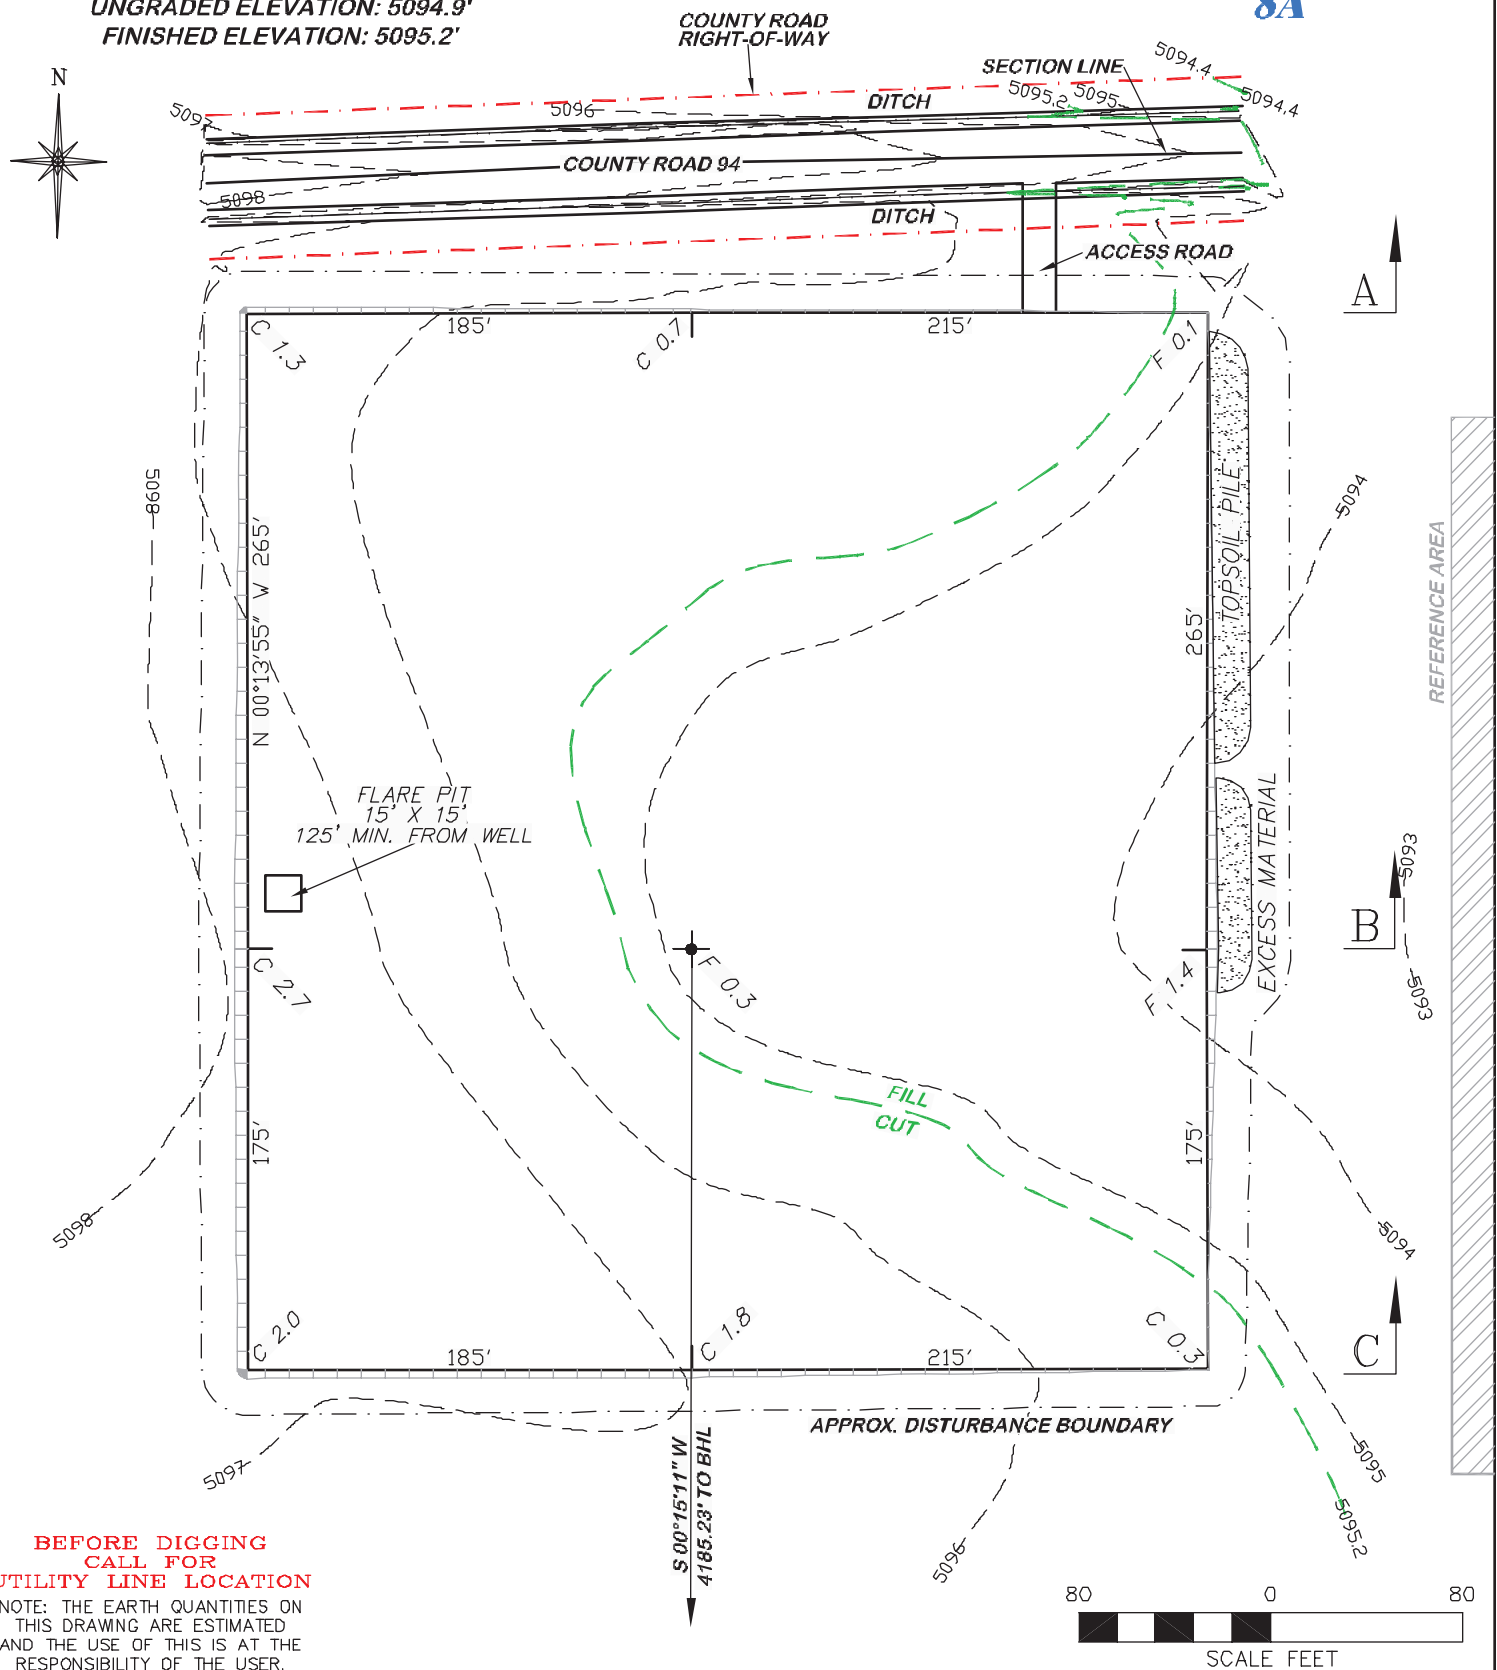 UNGRADED ELEVATION: 5094.9'
FINISHED ELEVATION: 5095.2'
8A
COUNTY ROAD
RIGHT-OF-WAY
SECTION LINE
5094.4
5094.4
5095.2
5095
DITCH
5096
5097
N
COUNTY ROAD 94
5098
DITCH
ACCESS ROAD
A
185'
215'
C 1.3
C 0.7
F 0.1
5098
N 00°13'55" W 265'
265'
TOPSOIL PILE
5094
REFERENCE AREA
FLARE PIT
15' X 15'
125' MIN. FROM WELL
EXCESS MATERIAL
5093
B
C 2.7
F 0.3
F 1.4
5093
FILL
CUT
175'
175'
5098
5094
C 2.0
C 1.8
C 0.3
C
185'
215'
APPROX. DISTURBANCE BOUNDARY
5097
S 00°15'11" W
4185.23' TO BHL
5095
5095.2
5096
BEFORE DIGGING
CALL FOR
UTILITY LINE LOCATION
NOTE: THE EARTH QUANTITIES ON
THIS DRAWING ARE ESTIMATED
AND THE USE OF THIS IS AT THE
RESPONSIBILITY OF THE USER.
80 0 80
SCALE FEET